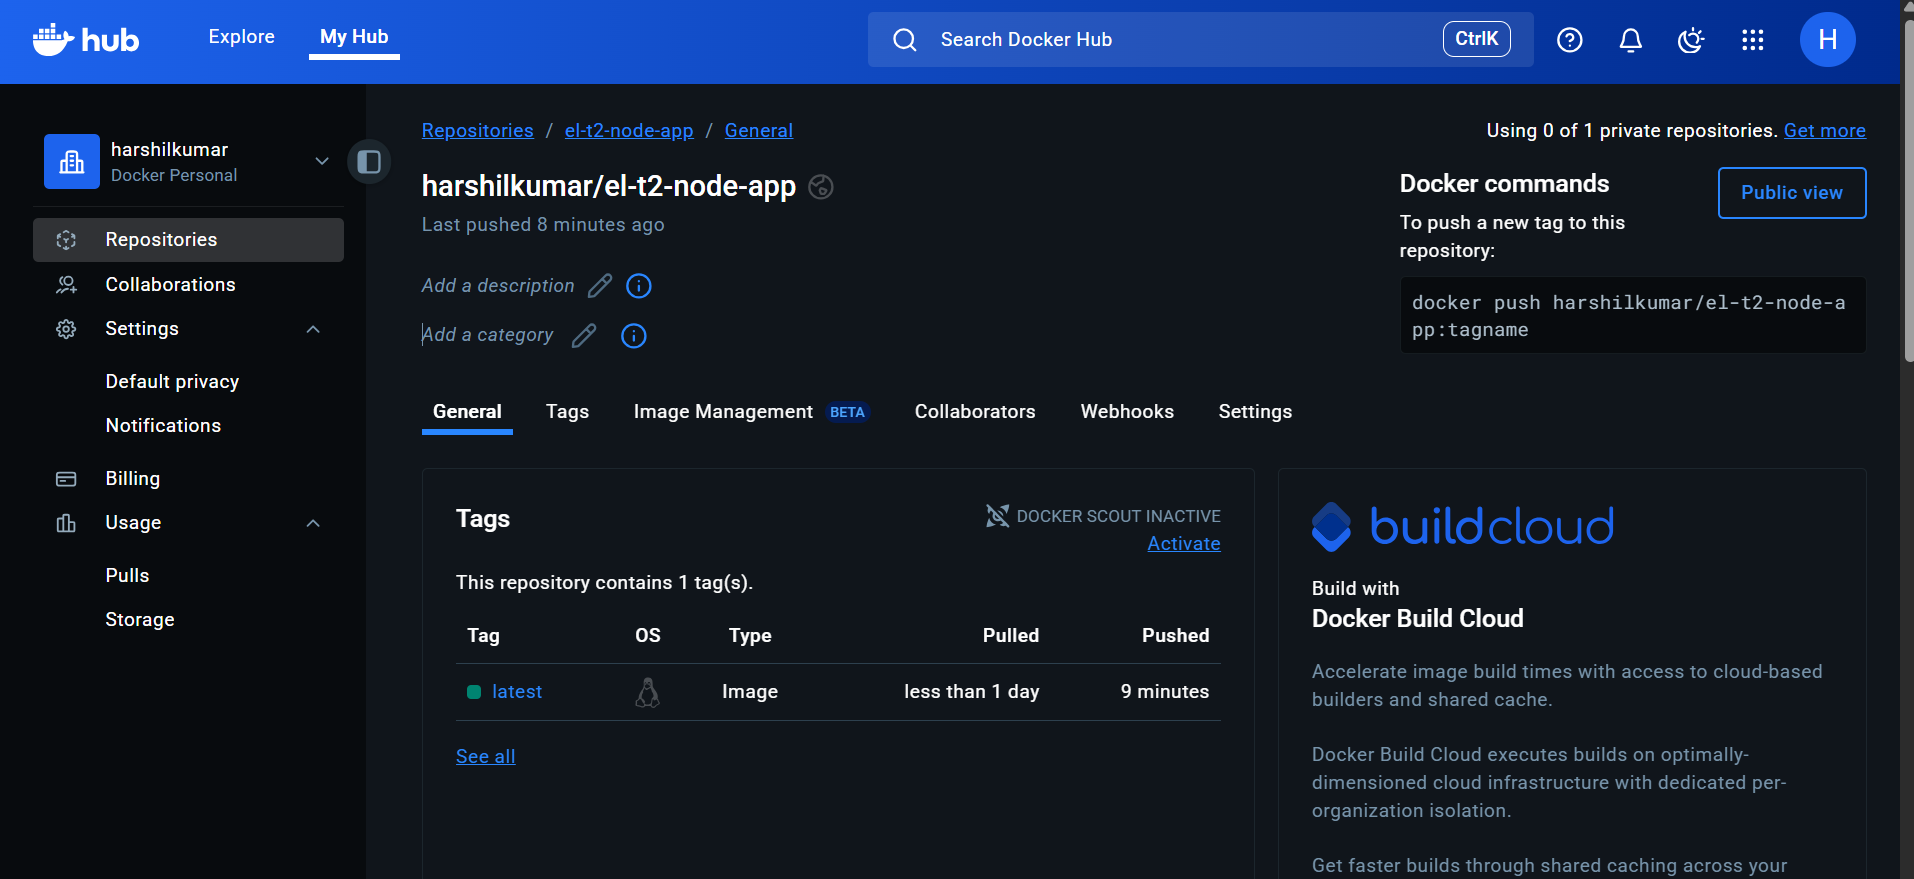 hub
Explore
My Hub
Search Docker Hub
CtrlK
H
harshilkumar
Docker Personal
Repositories
Collaborations
Settings
Default privacy
Notifications
Billing
Usage
Pulls
Storage
Repositories / el-t2-node-app / General
Using 0 of 1 private repositories. Get more
harshilkumar/el-t2-node-app
Last pushed 8 minutes ago
Add a description
Add a category
Docker commands
Public view
To push a new tag to this
repository:
docker push harshilkumar/el-t2-node-a
pp:tagname
General
Tags
Image Management BETA
Collaborators
Webhooks
Settings
Tags
DOCKER SCOUT INACTIVE
Activate
This repository contains 1 tag(s).
Tag OS Type Pulled Pushed
latest Image less than 1 day 9 minutes
See all
buildcloud
Build with
Docker Build Cloud
Accelerate image build times with access to cloud-based
builders and shared cache.
Docker Build Cloud executes builds on optimally-
dimensioned cloud infrastructure with dedicated per-
organization isolation.
Get faster builds through shared caching across your